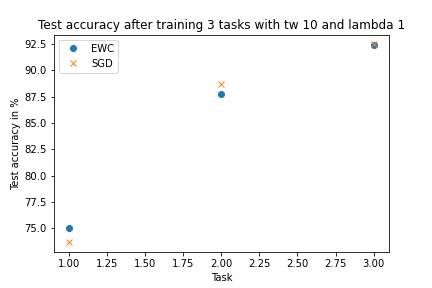 Test accuracy after training 3 tasks with tw 10 and lambda 1
EWC
SGD
92.5
90.0
87.5
85.0
82.5
80.0
77.5
75.0
Test accuracy in %
1.00 1.25 1.50 1.75 2.00 2.25 2.50 2.75 3.00
Task